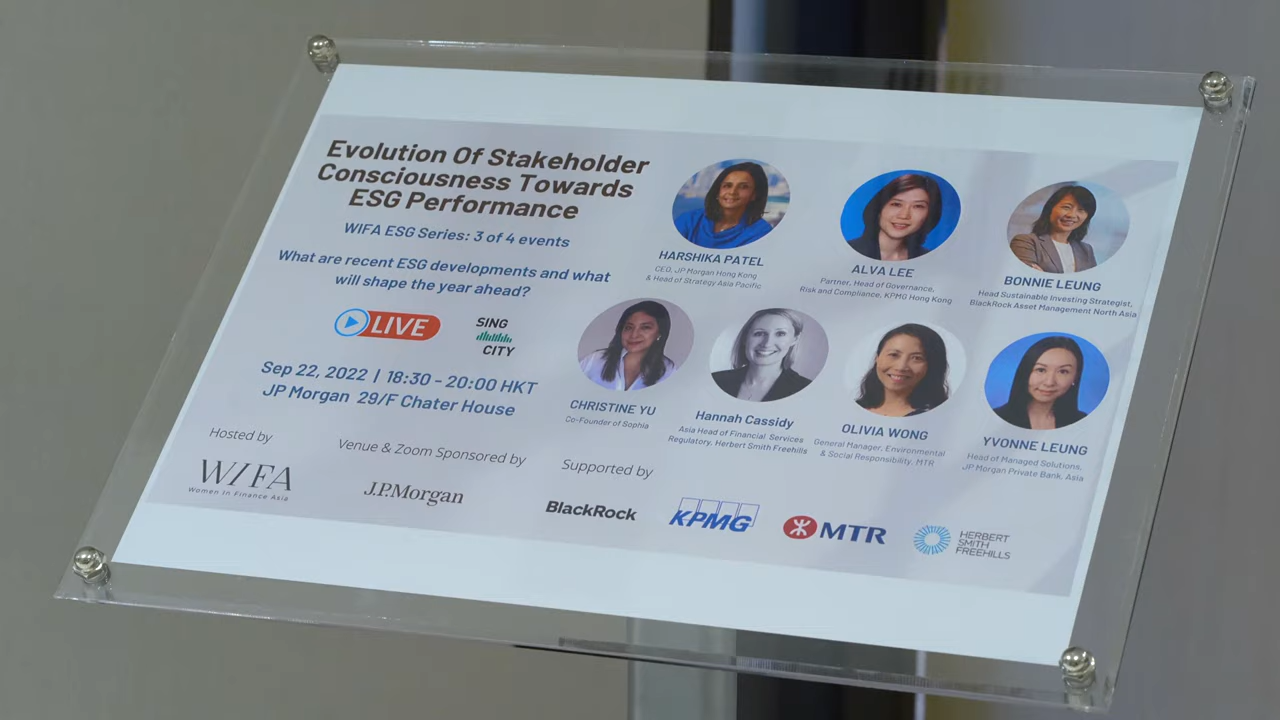 Evolution Of Stakeholder
Consciousness Towards
ESG Performance
WIFA ESG Series: 3 of 4 events
What are recent ESG developments and what
will shape the year ahead?
LIVE
SING
CITY
Sep 22, 2022 | 18:30 - 20:00 HKT
JP Morgan 29/F Chater House
HARSHIKA PATEL
CEO, JP Morgan Hong Kong
& Head of Strategy Asia Pacific
ALVA LEE
Partner, Head of Governance,
Risk and Compliance, KPMG Hong Kong
BONNIE LEUNG
Head Sustainable Investing Strategist,
BlackRock Asset Management North Asia
CHRISTINE YU
Co-Founder of Sophia
Hannah Cassidy
Asia Head of Financial Services
Regulatory, Herbert Smith Freehills
OLIVIA WONG
General Manager, Environmental
& Social Responsibility, MTR
YVONNE LEUNG
Head of Managed Solutions,
JP Morgan Private Bank, Asia
Hosted by
WIFA
Women In Finance Asia
Venue & Zoom Sponsored by
J.P.Morgan
Supported by
BlackRock
KPMG
MTR
HERBERT
SMITH
FREEHILLS